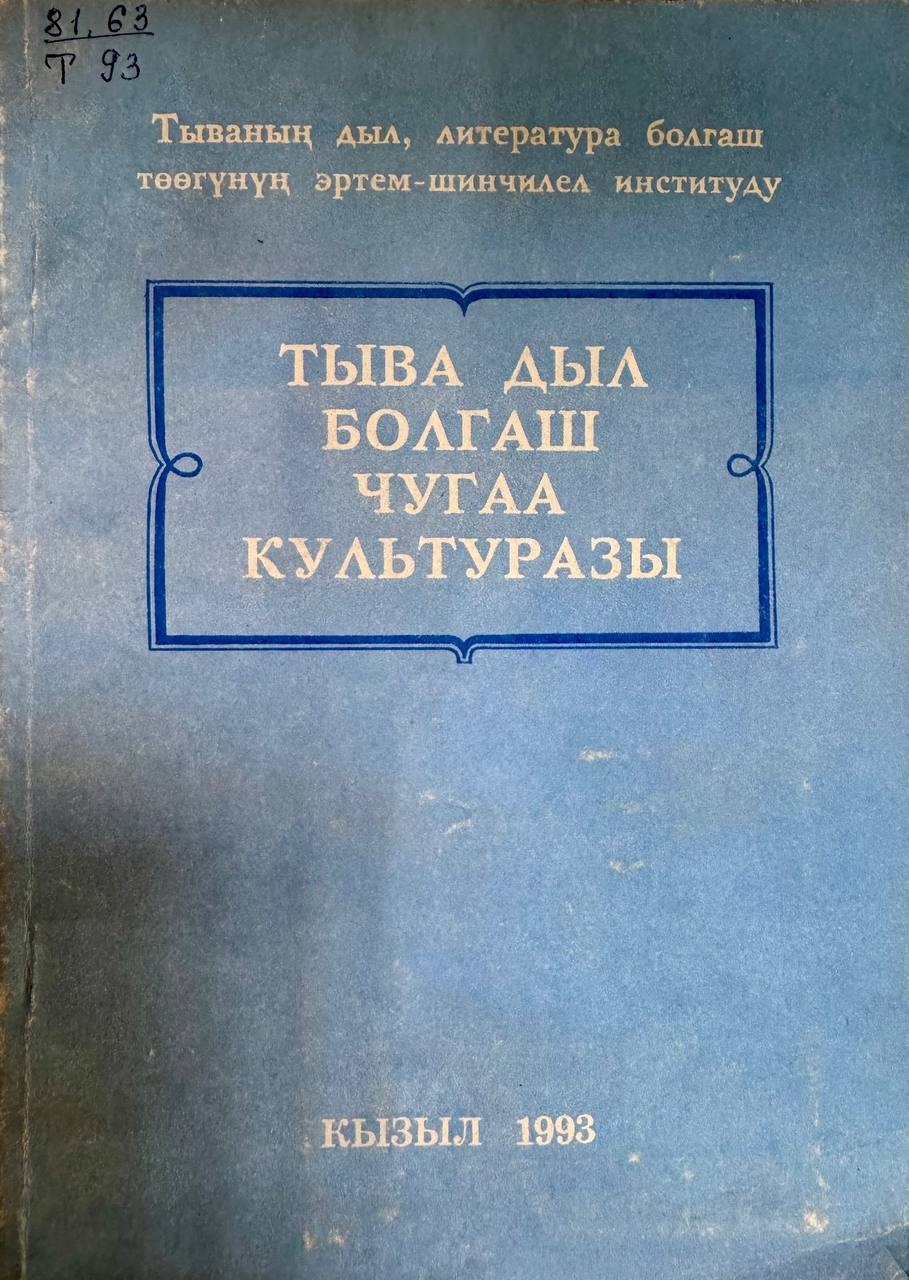 81.63
Т 93
Тываның дыл, литература болгаш
төөгүнүң эртем-шинчилел институду
ТЫВА ДЫЛ
БОЛГАШ
ЧУГАА
КУЛЬТУРАЗЫ
КЫЗЫЛ 1993